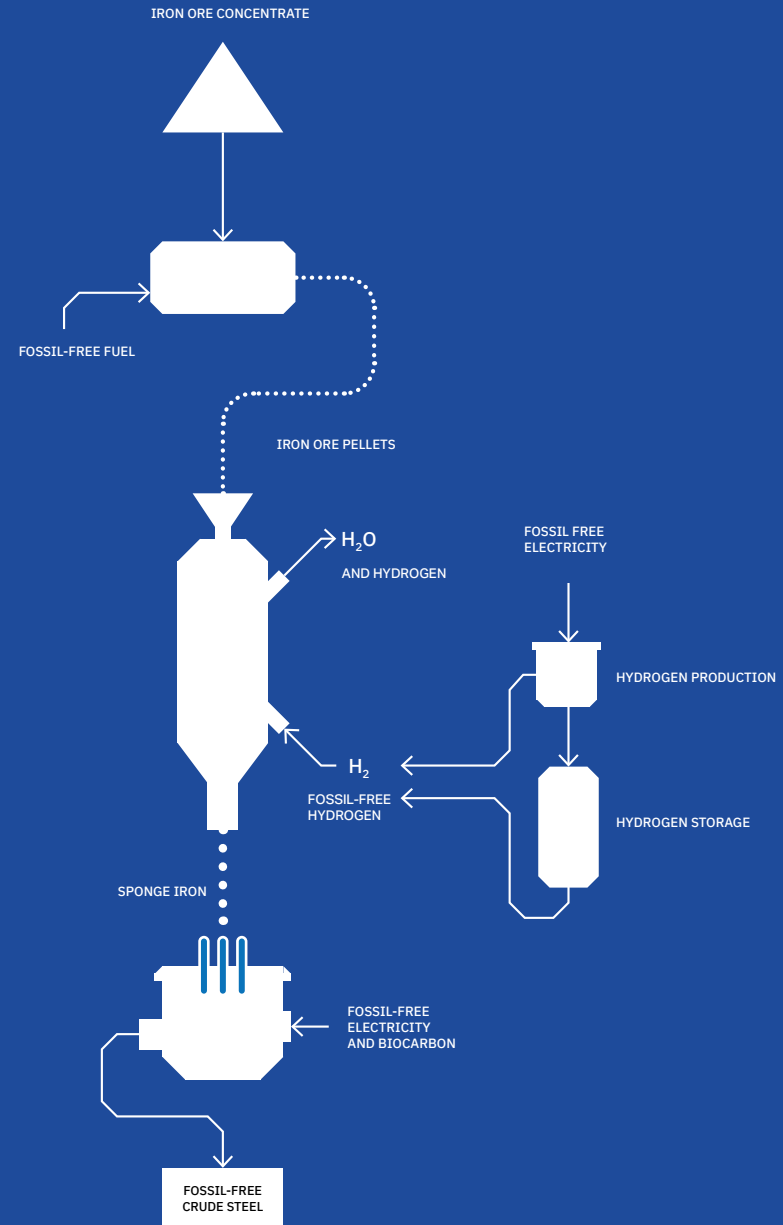 IRON ORE CONCENTRATE
FOSSIL-FREE FUEL
IRON ORE PELLETS
H₂O
AND HYDROGEN
FOSSIL FREE
ELECTRICITY
HYDROGEN PRODUCTION
H₂
FOSSIL-FREE
HYDROGEN
HYDROGEN STORAGE
SPONGE IRON
FOSSIL-FREE
ELECTRICITY
AND BIOCARBON
FOSSIL-FREE
CRUDE STEEL